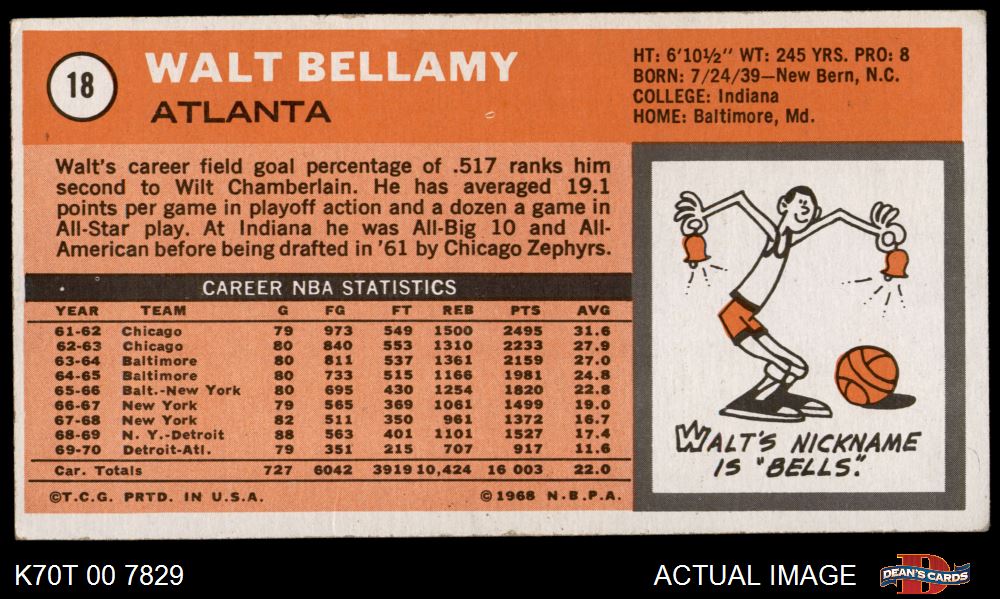 18
WALT BELLAMY
ATLANTA
HT: 6'10½" WT: 245 YRS. PRO: 8
BORN: 7/24/39—New Bern, N.C.
COLLEGE: Indiana
HOME: Baltimore, Md.
Walt's career field goal percentage of .517 ranks him
second to Wilt Chamberlain. He has averaged 19.1
points per game in playoff action and a dozen a game in
All-Star play. At Indiana he was All-Big 10 and All-
American before being drafted in '61 by Chicago Zephyrs.
CAREER NBA STATISTICS
YEAR TEAM G FG FT REB PTS AVG
61-62 Chicago 79 973 549 1500 2495 31.6
62-63 Chicago 80 840 553 1310 2233 27.9
63-64 Baltimore 80 811 537 1361 2159 27.0
64-65 Baltimore 80 733 515 1166 1981 24.8
65-66 Balt.-New York 80 695 430 1254 1820 22.8
66-67 New York 79 565 369 1061 1499 19.0
67-68 New York 82 511 350 961 1372 16.7
68-69 N. Y.-Detroit 88 563 401 1101 1527 17.4
69-70 Detroit-Atl. 79 351 215 707 917 11.6
Car. Totals 727 6042 3919 10,424 16 003 22.0
©T.C.G. PRTD. IN U.S.A. ©1968 N.B.P.A.
WALT'S NICKNAME
IS "BELLS."
K70T 00 7829
ACTUAL IMAGE
D
DEAN'S CARDS